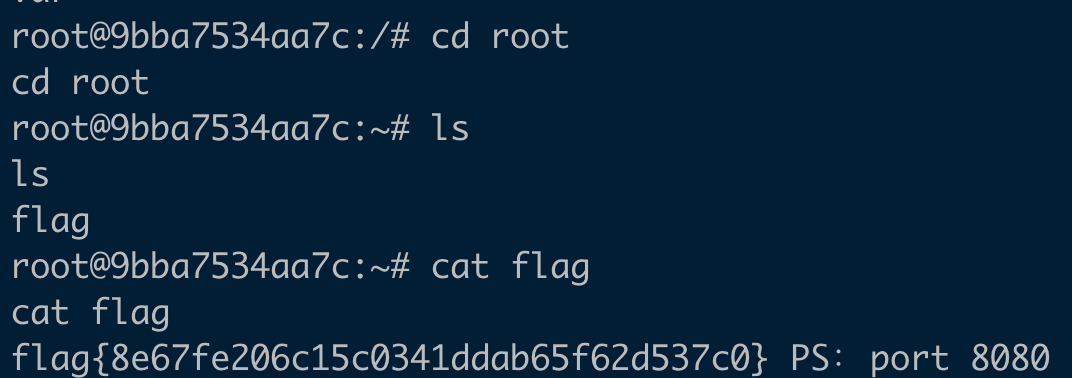 root@9bba7534aa7c:/# cd root
cd root
root@9bba7534aa7c:~# ls
ls
flag
root@9bba7534aa7c:~# cat flag
cat flag
flag{8e67fe206c15c0341ddab65f62d537c0} PS: port 8080